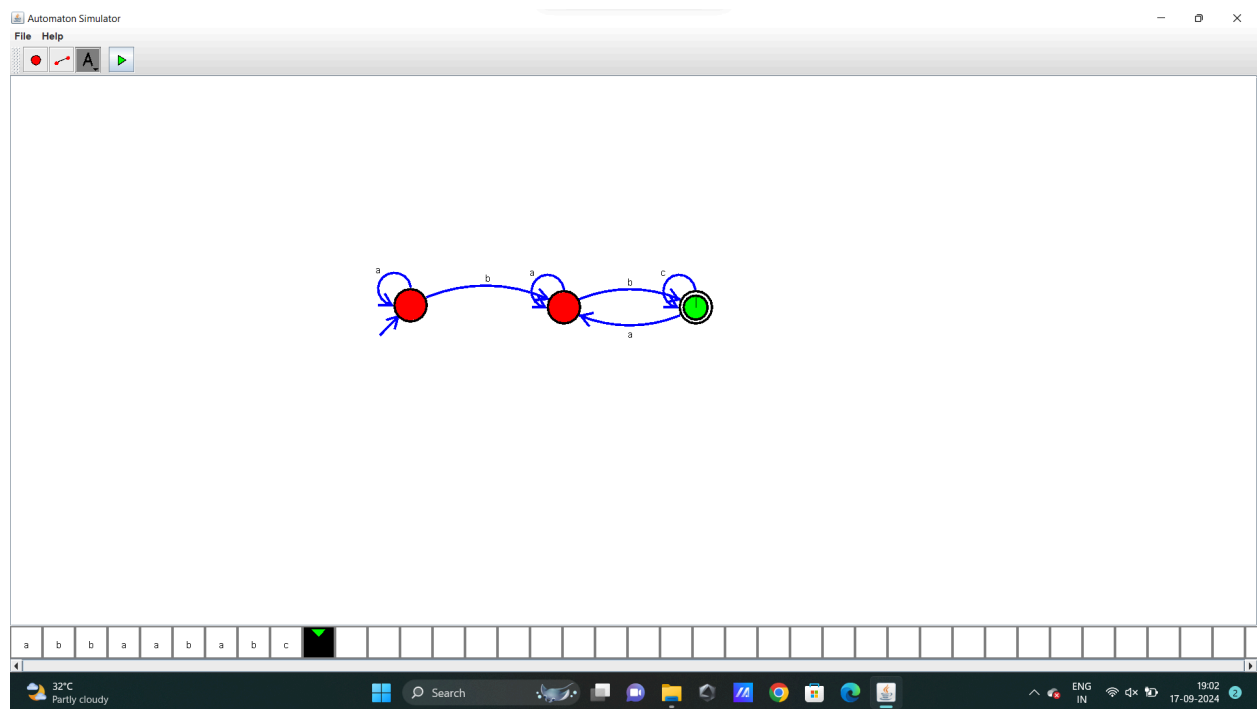 Automaton Simulator
File Help
A
a b a b c
b
a
a b b a a b a b c
32°C
Partly cloudy
Search
ENG
IN
19:02
17-09-2024
2